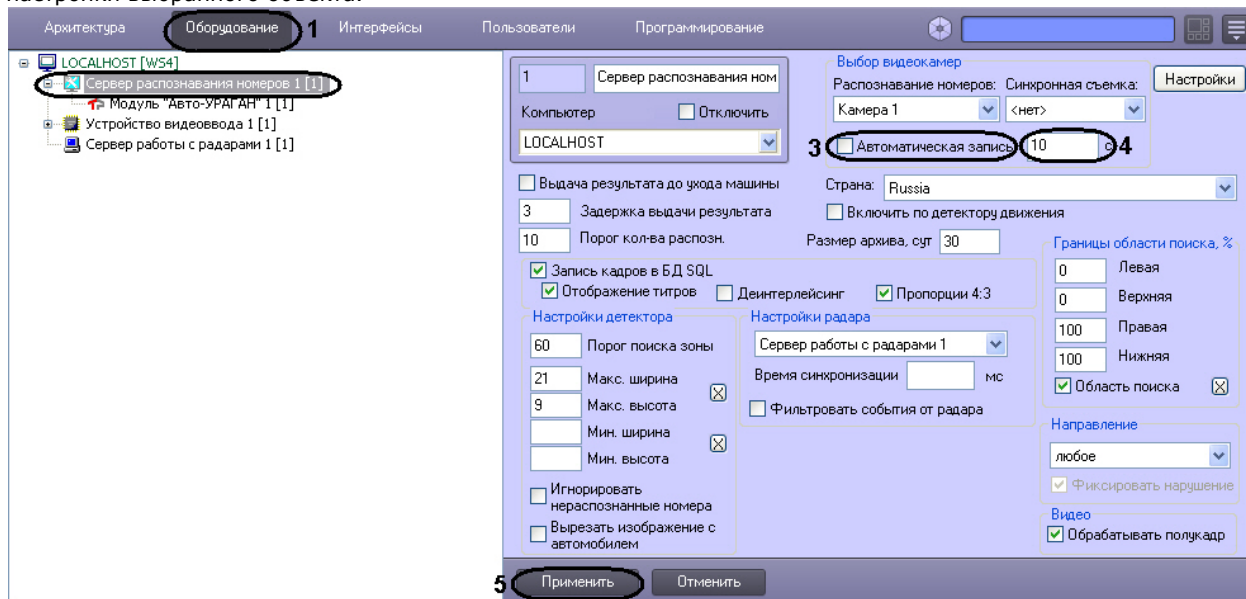 настройки выбранного объекта.
Архитектура Оборудование 1 Интерфейсы Пользователи Программирование
LOCALHOST [WS4]
Сервер распознавания номеров 1 [1]
Модуль "Авто-УРАГАН" 1 [1]
Устройство видеоввода 1 [1]
Сервер работы с радарами 1 [1]
1 Сервер распознавания ном
Компьютер Отключить
LOCALHOST
Выбор видеокамер
Распознавание номеров: Синхронная съемка: Настройки
Камера 1 <нет>
3 Автоматическая запись 10 с 4
Выдача результата до ухода машины
Страна: Russia
3 Задержка выдачи результата
Включить по детектору движения
10 Порог кол-ва распозн.
Размер архива, сут 30
Запись кадров в БД SQL
Отображение титров Деинтерлейсинг Пропорции 4:3
Настройки детектора
60 Порог поиска зоны
21 Макс. ширина
9 Макс. высота
Мин. ширина
Мин. высота
Игнорировать
нераспознанные номера
Вырезать изображение с
автомобилем
Настройки радара
Сервер работы с радарами 1
Время синхронизации мс
Фильтровать события от радара
Границы области поиска, %
0 Левая
0 Верхняя
100 Правая
100 Нижняя
Область поиска
Направление
любое
Фиксировать нарушение
Видео
Обрабатывать полукадр
5 Применить Отменить